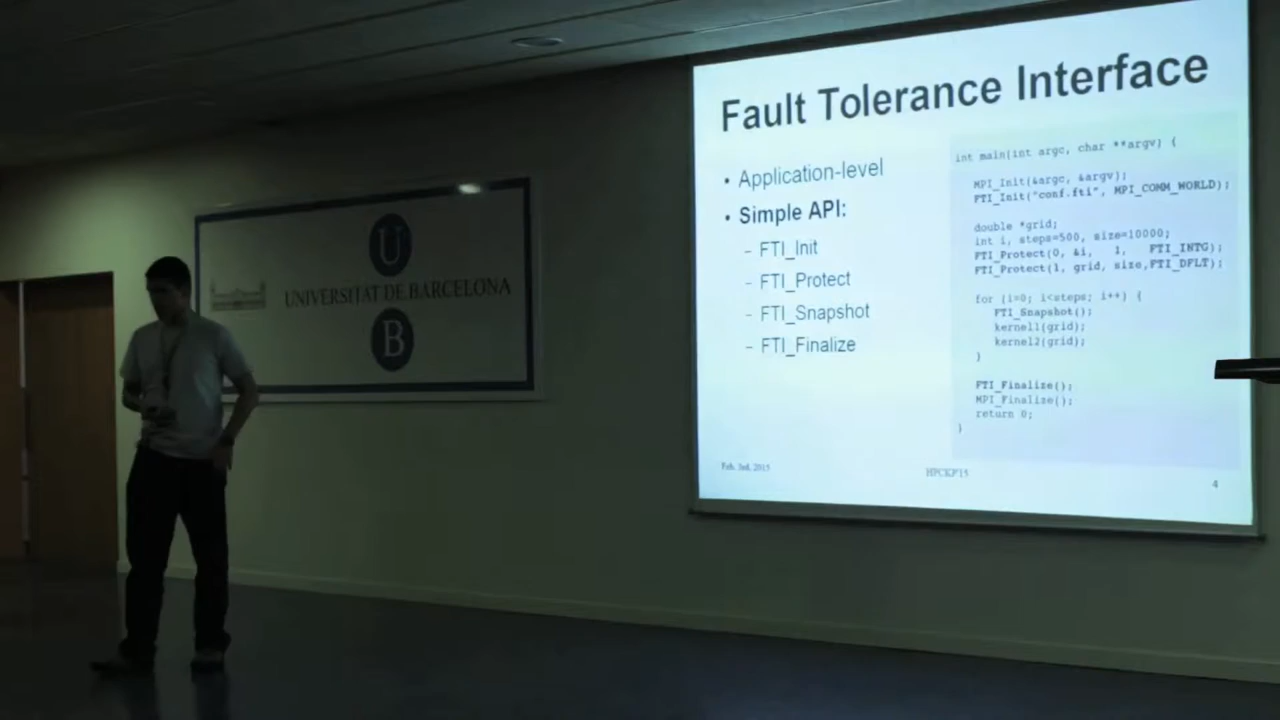 Fault Tolerance Interface
• Application-level
• Simple API:
– FTI_Init
– FTI_Protect
– FTI_Snapshot
– FTI_Finalize
int main(int argc, char **argv) {
MPI_Init(&argc, &argv);
FTI_Init("conf.fti", MPI_COMM_WORLD);
double *grid;
int i, steps=500, size=10000;
FTI_Protect(0, &i, 1, FTI_INTG);
FTI_Protect(1, grid, size,FTI_DFLT);
for (i=0; i<steps; i++) {
FTI_Snapshot();
kernel1(grid);
kernel2(grid);
}
FTI_Finalize();
MPI_Finalize();
return 0;
}
Feb. 3rd, 2015
HPCKP'15
4
U
UNIVERSITAT DE BARCELONA
B